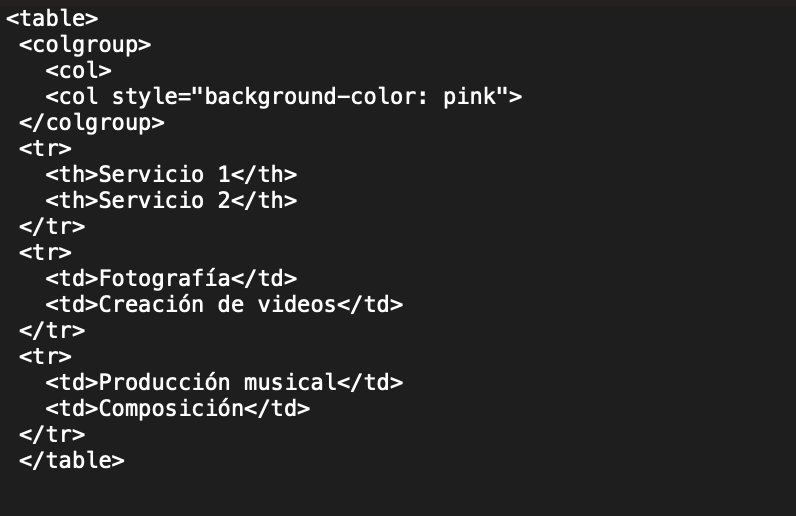 <table>
<colgroup>
<col>
<col style="background-color: pink">
</colgroup>
<tr>
<th>Servicio 1</th>
<th>Servicio 2</th>
</tr>
<tr>
<td>Fotografía</td>
<td>Creación de videos</td>
</tr>
<tr>
<td>Producción musical</td>
<td>Composición</td>
</tr>
</table>